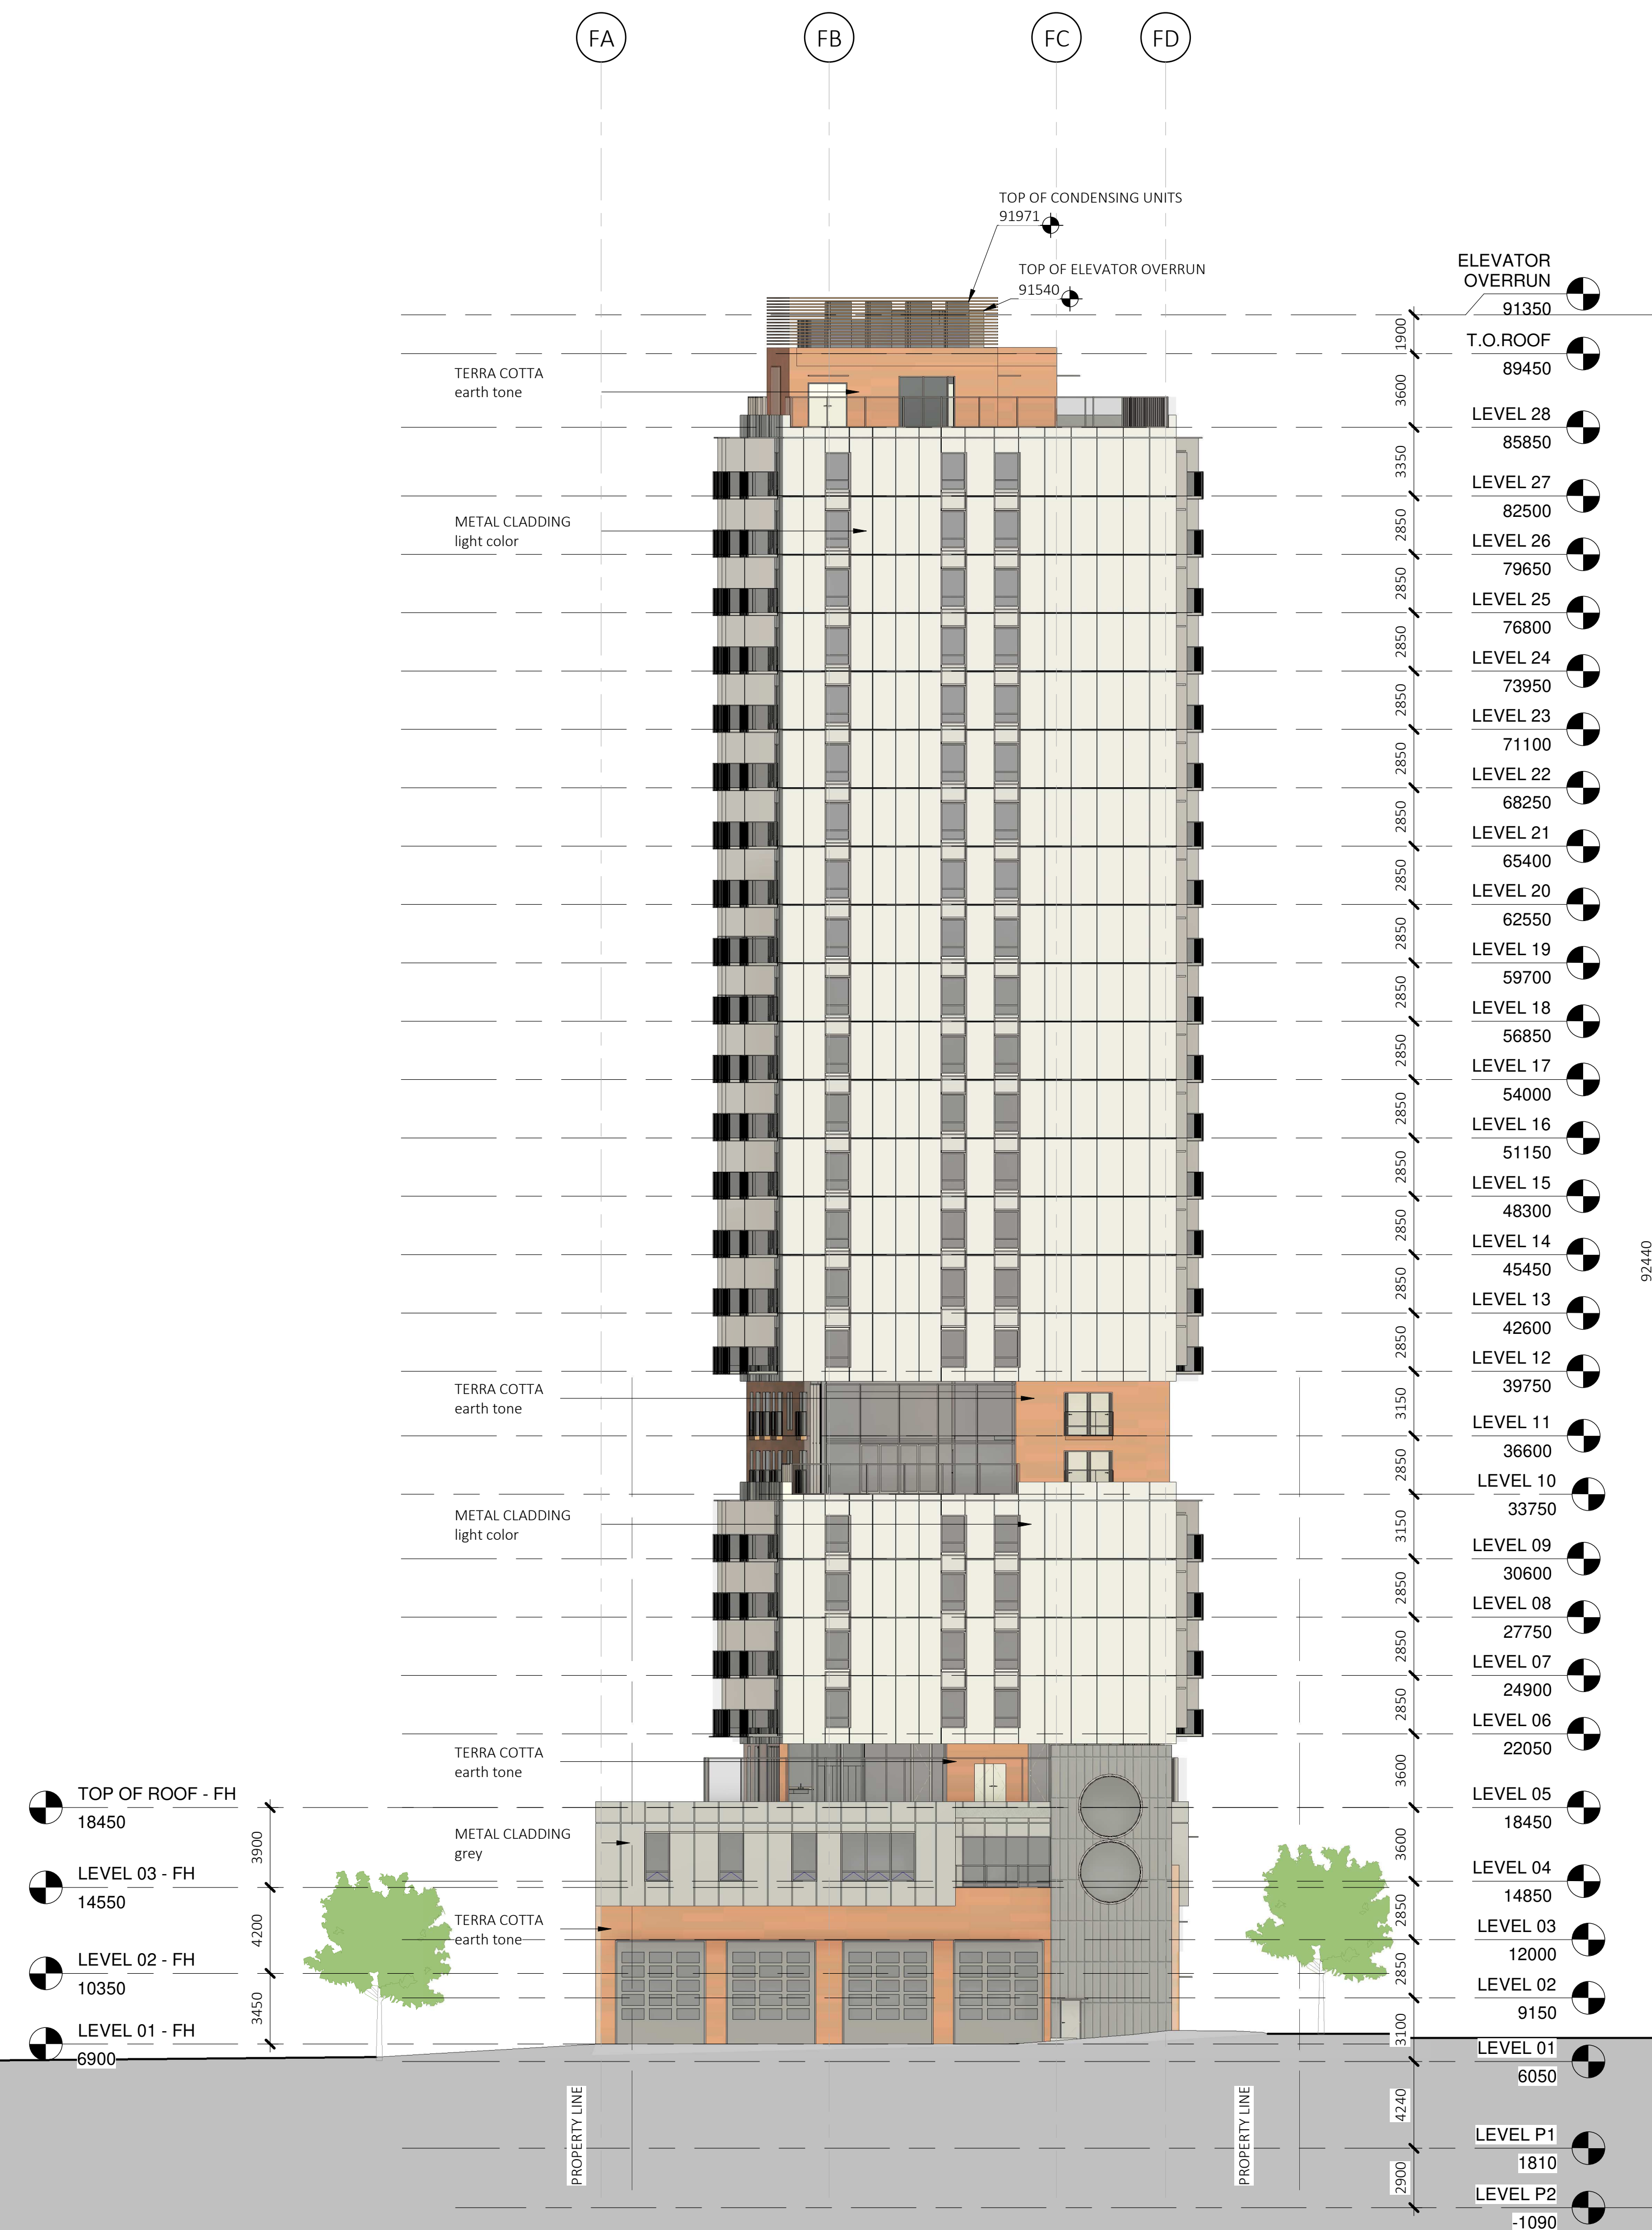 FA
FB
FC
FD
TOP OF CONDENSING UNITS
91971
TOP OF ELEVATOR OVERRUN
91540
ELEVATOR
OVERRUN
91350
1900
T.O.ROOF
89450
3600
LEVEL 28
85850
3350
LEVEL 27
82500
2850
LEVEL 26
79650
2850
LEVEL 25
76800
2850
LEVEL 24
73950
2850
LEVEL 23
71100
2850
LEVEL 22
68250
2850
LEVEL 21
65400
2850
LEVEL 20
62550
2850
LEVEL 19
59700
2850
LEVEL 18
56850
2850
LEVEL 17
54000
2850
LEVEL 16
51150
2850
LEVEL 15
48300
2850
LEVEL 14
45450
2850
LEVEL 13
42600
2850
LEVEL 12
39750
3150
LEVEL 11
36600
2850
LEVEL 10
33750
3150
LEVEL 09
30600
2850
LEVEL 08
27750
2850
LEVEL 07
24900
2850
LEVEL 06
22050
3600
LEVEL 05
18450
3600
LEVEL 04
14850
2850
LEVEL 03
12000
2850
LEVEL 02
9150
3100
LEVEL 01
6050
4240
LEVEL P1
1810
2900
LEVEL P2
-1090
92440
TERRA COTTA
earth tone
METAL CLADDING
light color
TERRA COTTA
earth tone
METAL CLADDING
light color
TERRA COTTA
earth tone
METAL CLADDING
grey
TERRA COTTA
earth tone
TOP OF ROOF - FH
18450
3900
LEVEL 03 - FH
14550
4200
LEVEL 02 - FH
10350
3450
LEVEL 01 - FH
6900
PROPERTY LINE
PROPERTY LINE